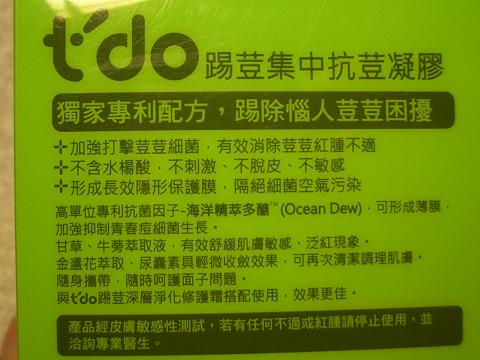 t'do 踢荳集中抗荳凝膠
獨家專利配方，踢除惱人荳荳困擾
✢加強打擊荳荳細菌，有效消除荳荳紅腫不適
✢不含水楊酸，不刺激、不脫皮、不敏感
✢形成長效隱形保護膜，隔絕細菌空氣污染
高單位專利抗菌因子-海洋精萃多醣™(Ocean Dew)，可形成薄膜，
加強抑制青春痘細菌生長。
甘草、牛蒡萃取液，有效舒緩肌膚敏感、泛紅現象。
金盞花萃取、尿囊素具輕微收斂效果，可再次清潔調理肌膚。
隨身攜帶，隨時呵護面子問題。
與t'do踢荳深層淨化修護霜搭配使用，效果更佳。
產品經皮膚敏感性測試，若有任何不適或紅腫請停止使用，並
洽詢專業醫生。